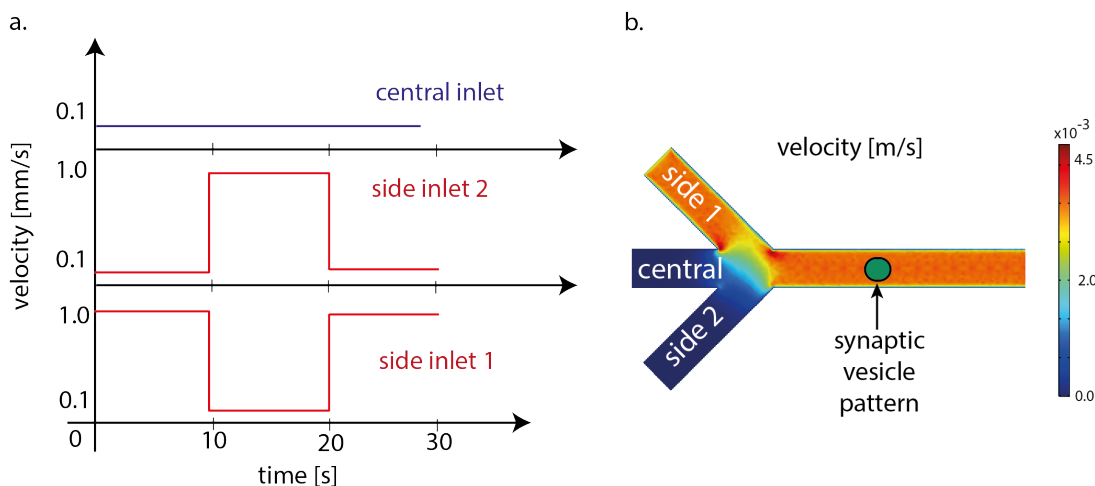 a.
velocity [mm/s]
0.1
central inlet
1.0
side inlet 2
0.1
1.0
side inlet 1
0.1
0
10
20
30
time [s]
b.
velocity [m/s]
x10-3
4.5
2.0
0.0
side 1
central
side 2
synaptic
vesicle
pattern